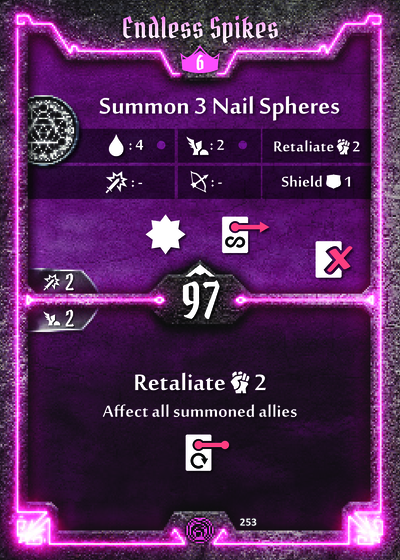 Endless Spikes
6
Summon 3 Nail Spheres
: 4 : 2 Retaliate 2
: - : - Shield 1
2
97
2
Retaliate 2
Affect all summoned allies
253